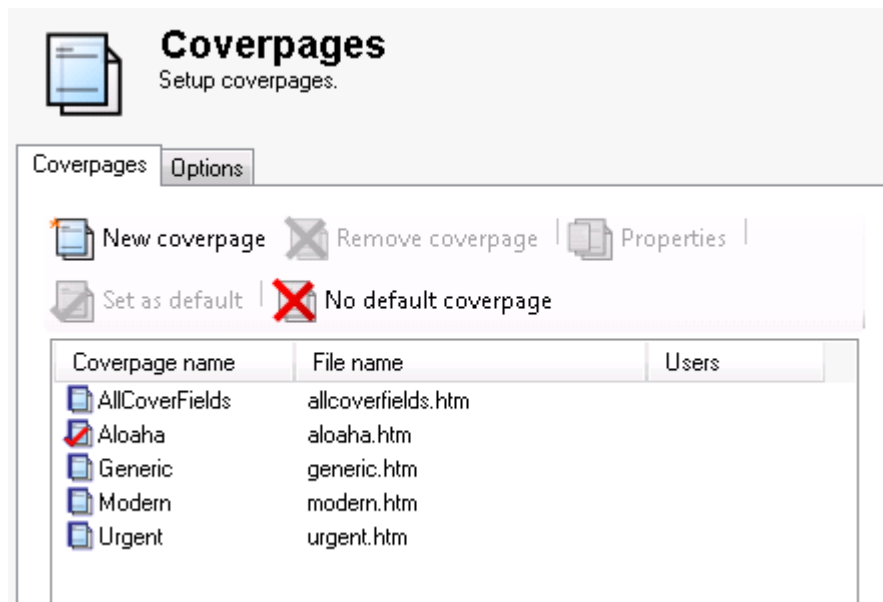 Coverpages
Setup coverpages.
Coverpages Options
New coverpage Remove coverpage Properties
Set as default No default coverpage
Coverpage name File name Users
AllCoverFields allcoverfields.htm
Aloaha aloaha.htm
Generic generic.htm
Modern modern.htm
Urgent urgent.htm